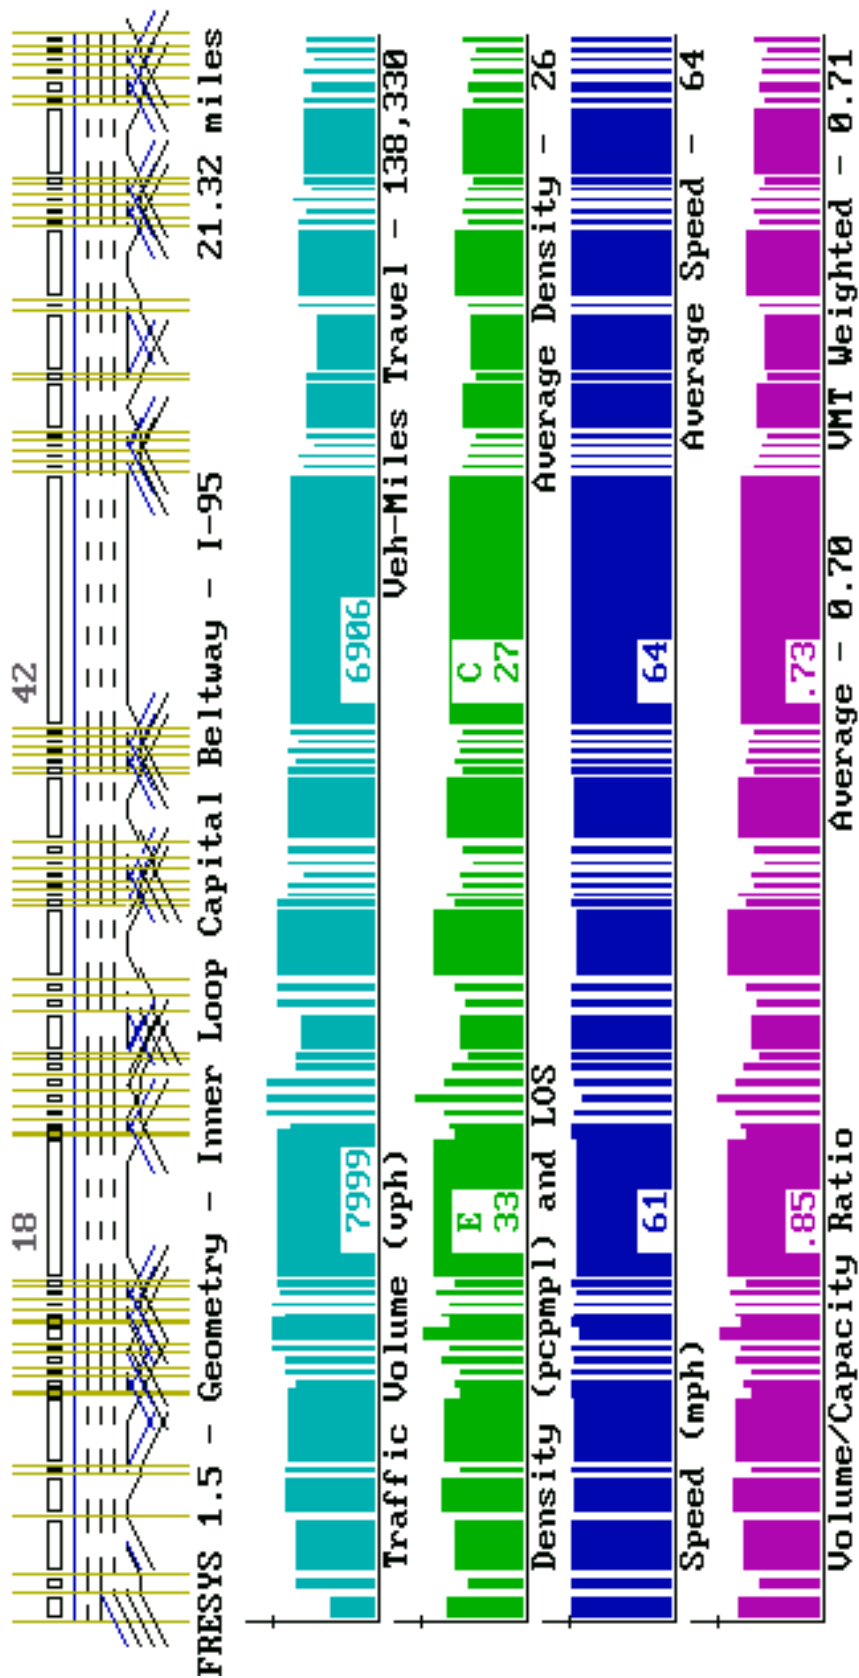 18 42
FRESYS 1.5 - Geometry - Inner Loop Capital Beltway - I-95 21.32 miles
7999 6906
Traffic Volume (vph) Veh-Miles Travel - 138,330
E C
33 27
Density (pcpmpl) and LOS Average Density - 26
61 64
Speed (mph) Average Speed - 64
.85 .73
Volume/Capacity Ratio Average - 0.70 VMT Weighted - 0.71